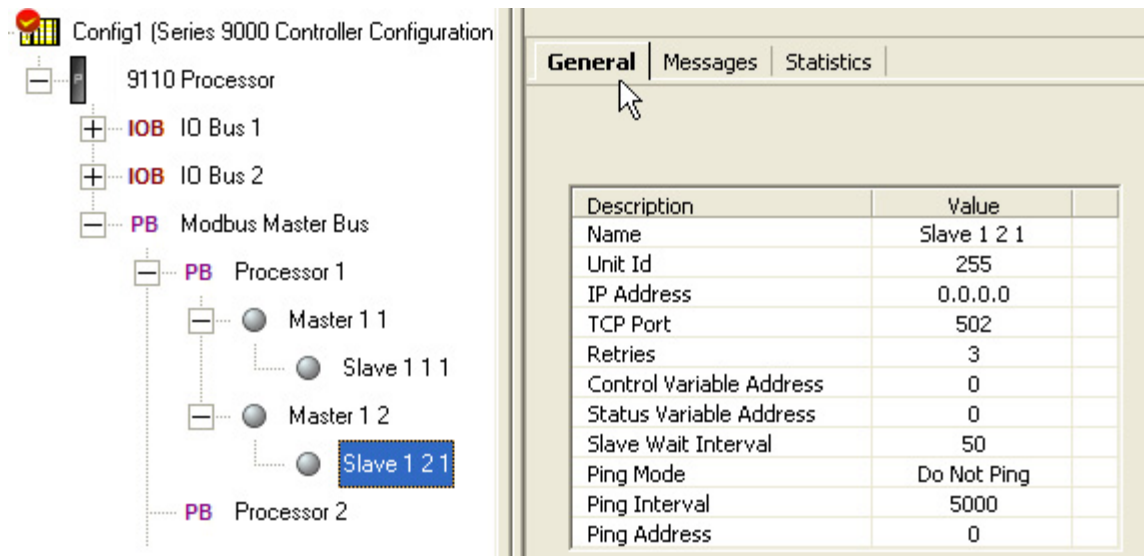 Config1 (Series 9000 Controller Configuration
P
9110 Processor
IOB IO Bus 1
IOB IO Bus 2
PB Modbus Master Bus
PB Processor 1
Master 1 1
Slave 1 1 1
Master 1 2
Slave 1 2 1
PB Processor 2
General Messages Statistics
Description Value
Name Slave 1 2 1
Unit Id 255
IP Address 0.0.0.0
TCP Port 502
Retries 3
Control Variable Address 0
Status Variable Address 0
Slave Wait Interval 50
Ping Mode Do Not Ping
Ping Interval 5000
Ping Address 0